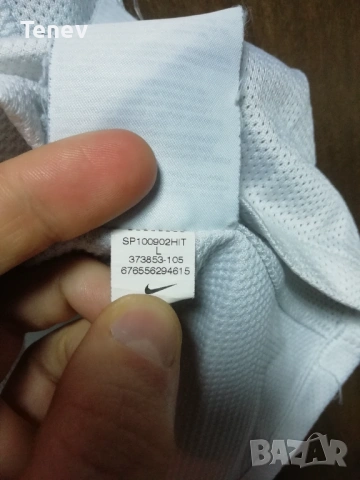 Tenev
SP100902HIT
L
373853-105
676556294615
BAZAR